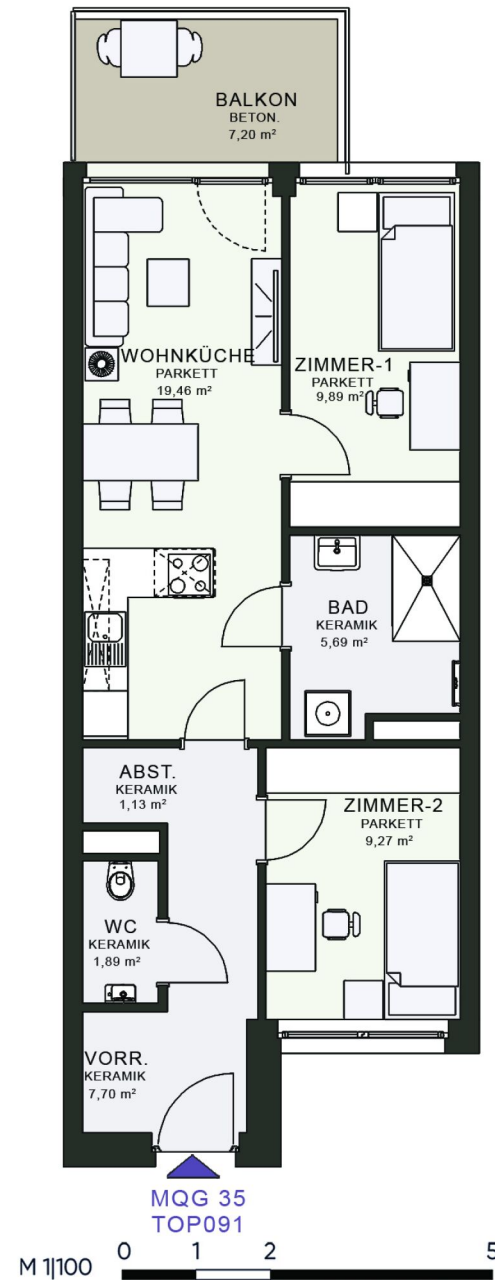 BALKON
BETON.
7,20 m²
WOHNKÜCHE
PARKETT
19,46 m²
ZIMMER-1
PARKETT
9,89 m²
BAD
KERAMIK
5,69 m²
ABST.
KERAMIK
1,13 m²
ZIMMER-2
PARKETT
9,27 m²
WC
KERAMIK
1,89 m²
VORR.
KERAMIK
7,70 m²
MQG 35
TOP091
M 1|100 0 1 2 5